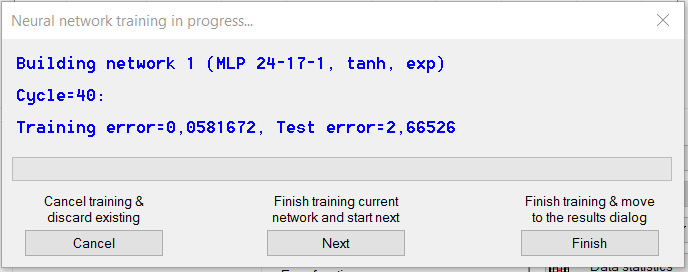 Neural network training in progress...
Building network 1 (MLP 24-17-1, tanh, exp)
Cycle=40:
Training error=0,0581672, Test error=2,66526
Cancel training &
discard existing
Cancel
Finish training current
network and start next
Next
Finish training & move
to the results dialog
Finish
Data statistics